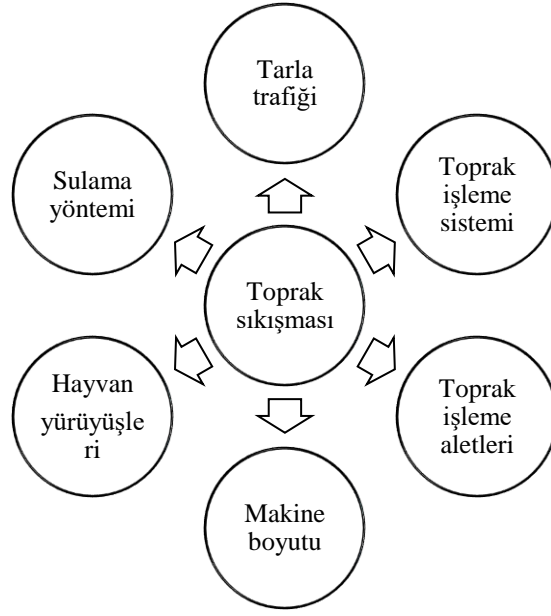 Tarla
trafiği
Sulama
yöntemi
Toprak
işleme
sistemi
Toprak
sıkışması
Hayvan
yürüyüşle
ri
Toprak
işleme
aletleri
Makine
boyutu